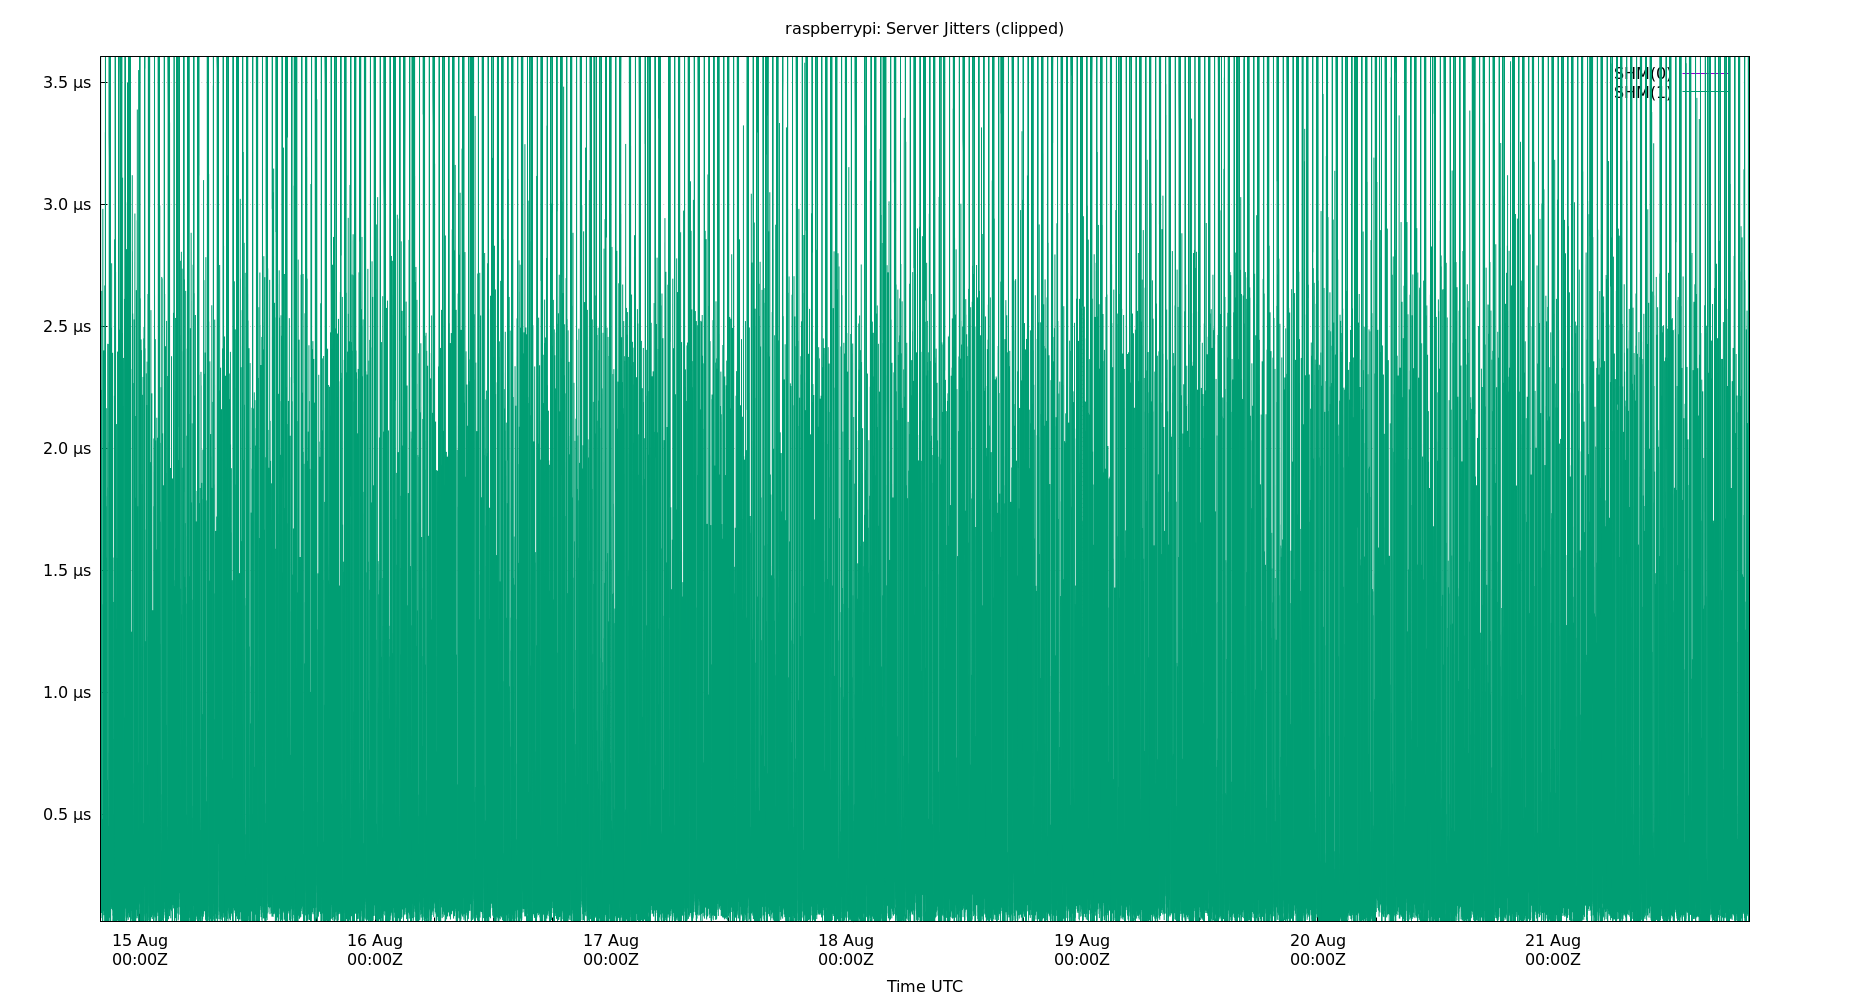 raspberrypi: Server Jitters (clipped)
3.5 µs
3.0 µs
2.5 µs
2.0 µs
1.5 µs
1.0 µs
0.5 µs
SHM(0)
SHM(1)
15 Aug
00:00Z
16 Aug
00:00Z
17 Aug
00:00Z
18 Aug
00:00Z
19 Aug
00:00Z
20 Aug
00:00Z
21 Aug
00:00Z
Time UTC